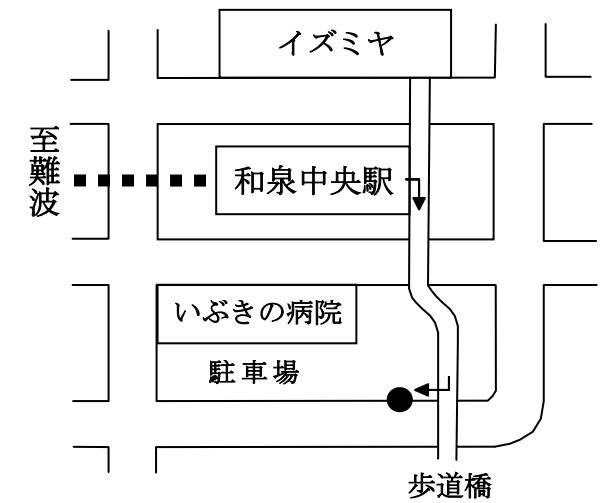 イズミヤ
至難波
和泉中央駅
いぶきの病院
駐車場
歩道橋